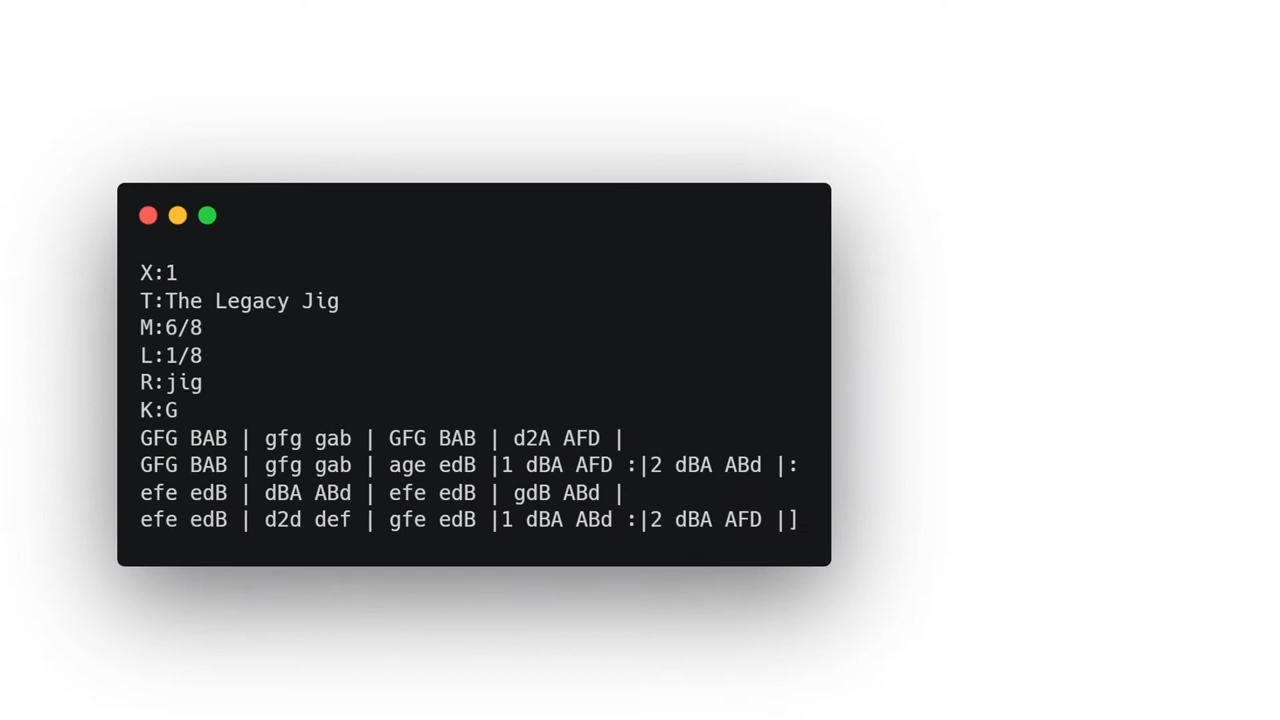 X:1
T:The Legacy Jig
M:6/8
L:1/8
R:jig
K:G
GFG BAB | gfg gab | GFG BAB | d2A AFD |
GFG BAB | gfg gab | age edB |1 dBA AFD :|2 dBA ABd |:
efe edB | dBA ABd | efe edB | gdB ABd |
efe edB | d2d def | gfe edB |1 dBA ABd :|2 dBA AFD |]